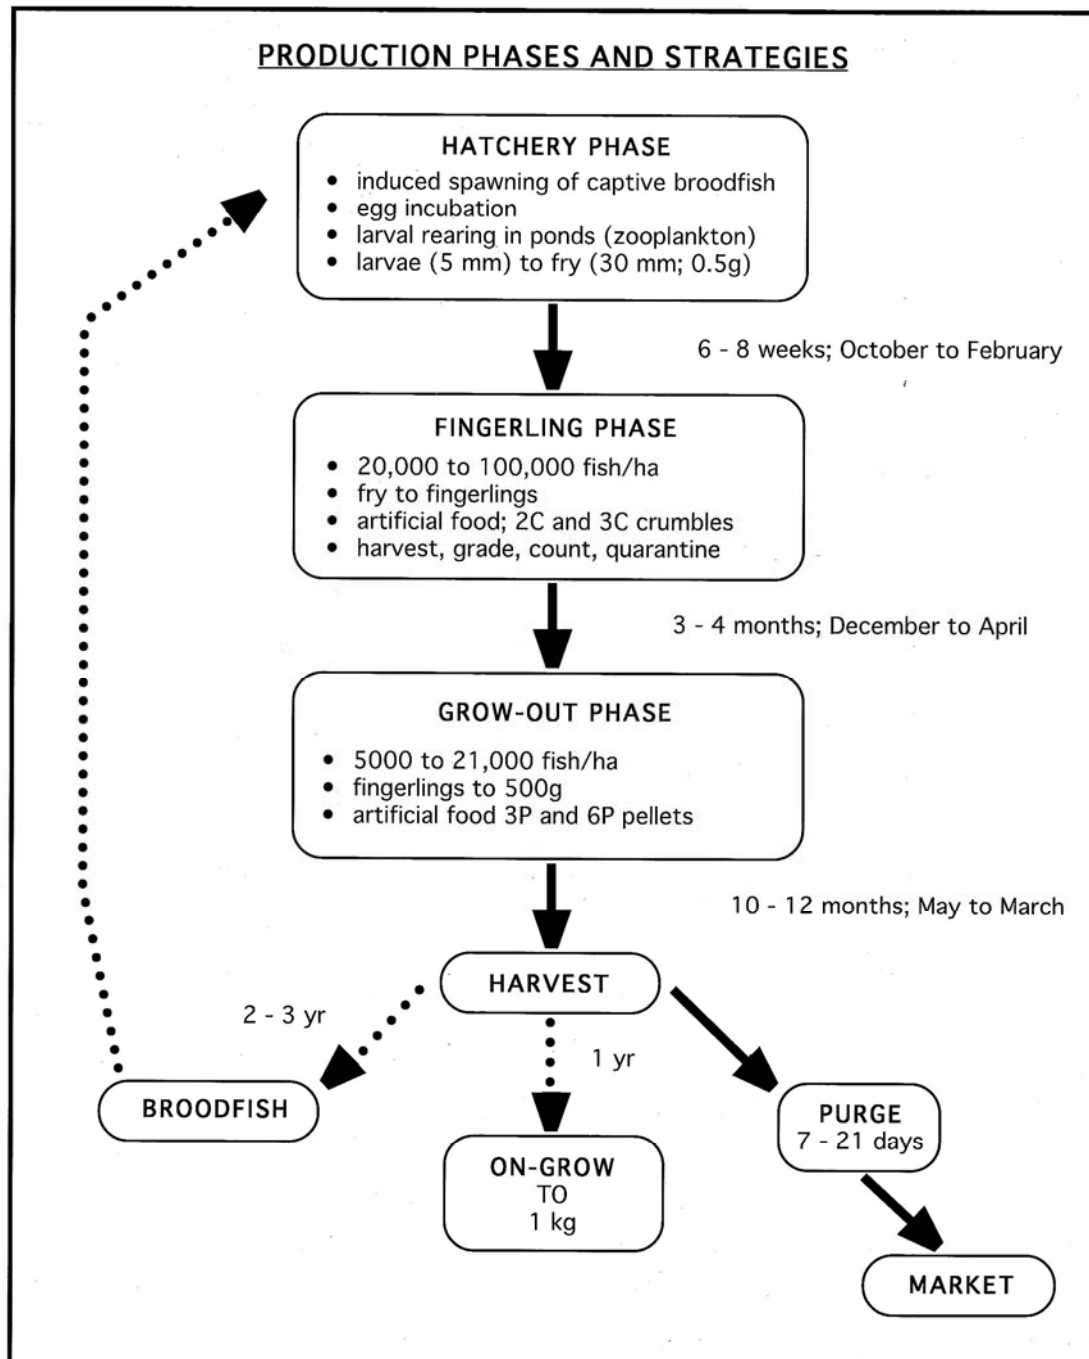 PRODUCTION PHASES AND STRATEGIES
HATCHERY PHASE
• induced spawning of captive broodfish
• egg incubation
• larval rearing in ponds (zooplankton)
• larvae (5 mm) to fry (30 mm; 0.5g)
6 - 8 weeks; October to February
FINGERLING PHASE
• 20,000 to 100,000 fish/ha
• fry to fingerlings
• artificial food; 2C and 3C crumbles
• harvest, grade, count, quarantine
3 - 4 months; December to April
GROW-OUT PHASE
• 5000 to 21,000 fish/ha
• fingerlings to 500g
• artificial food 3P and 6P pellets
10 - 12 months; May to March
HARVEST
2 - 3 yr
1 yr
BROODFISH
PURGE
7 - 21 days
ON-GROW
TO
1 kg
MARKET